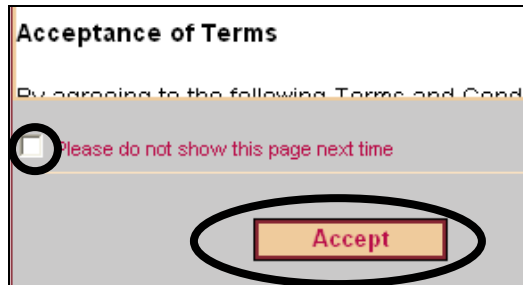 Acceptance of Terms
By agreeing to the following Terms and Cond
Please do not show this page next time
Accept